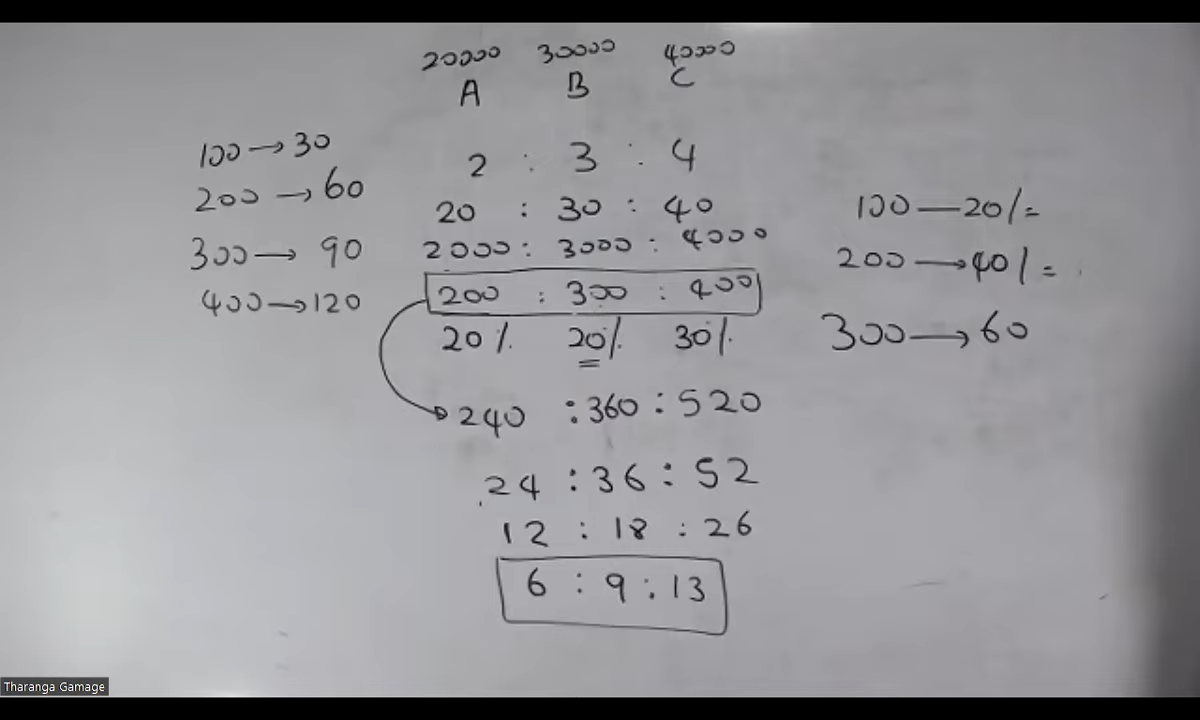 20000 30000 40000
A B C
100 → 30
200 → 60
300 → 90
400 → 120
2 : 3 : 4
20 : 30 : 40
2000 : 3000 : 4000
200 : 300 : 400
20% 20% 30%
240 : 360 : 520
24 : 36 : 52
12 : 18 : 26
6 : 9 : 13
100 — 20/=
200 → 40/=
300 → 60
Tharanga Gamage